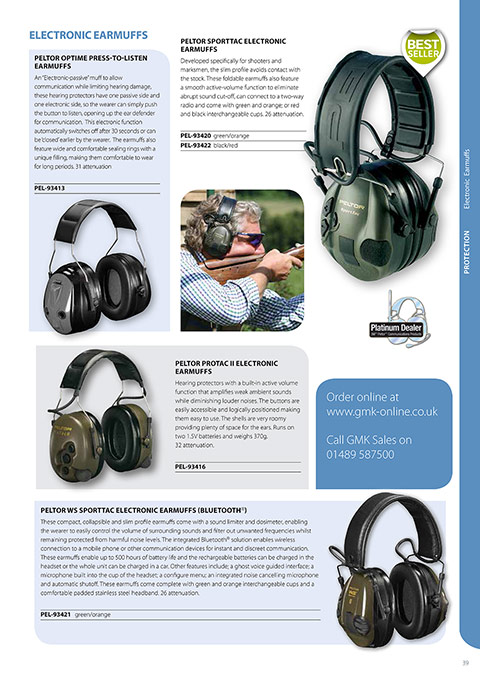 ELECTRONIC EARMUFFS
PELTOR OPTIME PRESS-TO-LISTEN
EARMUFFS
An "Electronic-passive" muff to allow
communication while limiting hearing damage,
these hearing protectors have one passive side and
one electronic side, so the wearer can simply push
the button to listen, opening up the ear defender
for communication. This electronic function
automatically switches off after 30 seconds or can
be 'closed' earlier by the wearer. The earmuffs also
feature wide and comfortable sealing rings with a
unique filling, making them comfortable to wear
for long periods. 31 attenuation
PEL-93413
PELTOR SPORTTAC ELECTRONIC
EARMUFFS
Developed specifically for shooters and
marksmen, the slim profile avoids contact with
the stock. These foldable earmuffs also feature
a smooth active-volume function to eliminate
abrupt sound cut-off, can connect to a two-way
radio and come with green and orange; or red
and black interchangeable cups. 26 attenuation.
PEL-93420 green/orange
PEL-93422 black/red
BEST
SELLER
PELTOR
Electronic Earmuffs
PROTECTION
Platinum Dealer
3M™ Peltor™ Communications Products
PELTOR PROTAC II ELECTRONIC
EARMUFFS
Hearing protectors with a built-in active volume
function that amplifies weak ambient sounds
while diminishing louder noises. The buttons are
easily accessible and logically positioned making
them easy to use. The shells are very roomy
providing plenty of space for the ears. Runs on
two 1.5V batteries and weighs 370g.
32 attenuation.
PEL-93416
Order online at
www.gmk-online.co.uk
Call GMK Sales on
01489 587500
PELTOR WS SPORTTAC ELECTRONIC EARMUFFS (BLUETOOTH®)
These compact, collapsible and slim profile earmuffs come with a sound limiter and dosimeter, enabling
the wearer to easily control the volume of surrounding sounds and filter out unwanted frequencies whilst
remaining protected from harmful noise levels. The integrated Bluetooth® solution enables wireless
connection to a mobile phone or other communication devices for instant and discreet communication.
These earmuffs enable up to 500 hours of battery life and the rechargeable batteries can be charged in the
headset or the whole unit can be charged in a car. Other features include; a ghost voice guided interface; a
microphone built into the cup of the headset; a configure menu; an integrated noise cancelling microphone
and automatic shutoff. These earmuffs come complete with green and orange interchangeable cups and a
comfortable padded stainless steel headband. 26 attenuation.
PEL-93421 green/orange
39